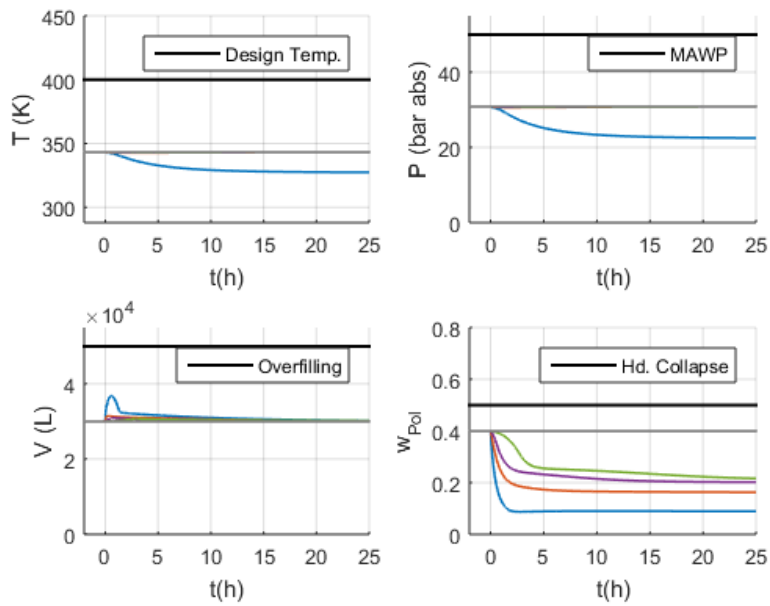 450
400
350
300
T (K)
Design Temp.
0 5 10 15 20 25
t(h)
40
20
0
P (bar abs)
MAWP
0 5 10 15 20 25
t(h)
×10⁴
4
2
0
V (L)
Overfilling
0 5 10 15 20 25
t(h)
0.8
0.6
0.4
0.2
0
w_Pol
Hd. Collapse
0 5 10 15 20 25
t(h)